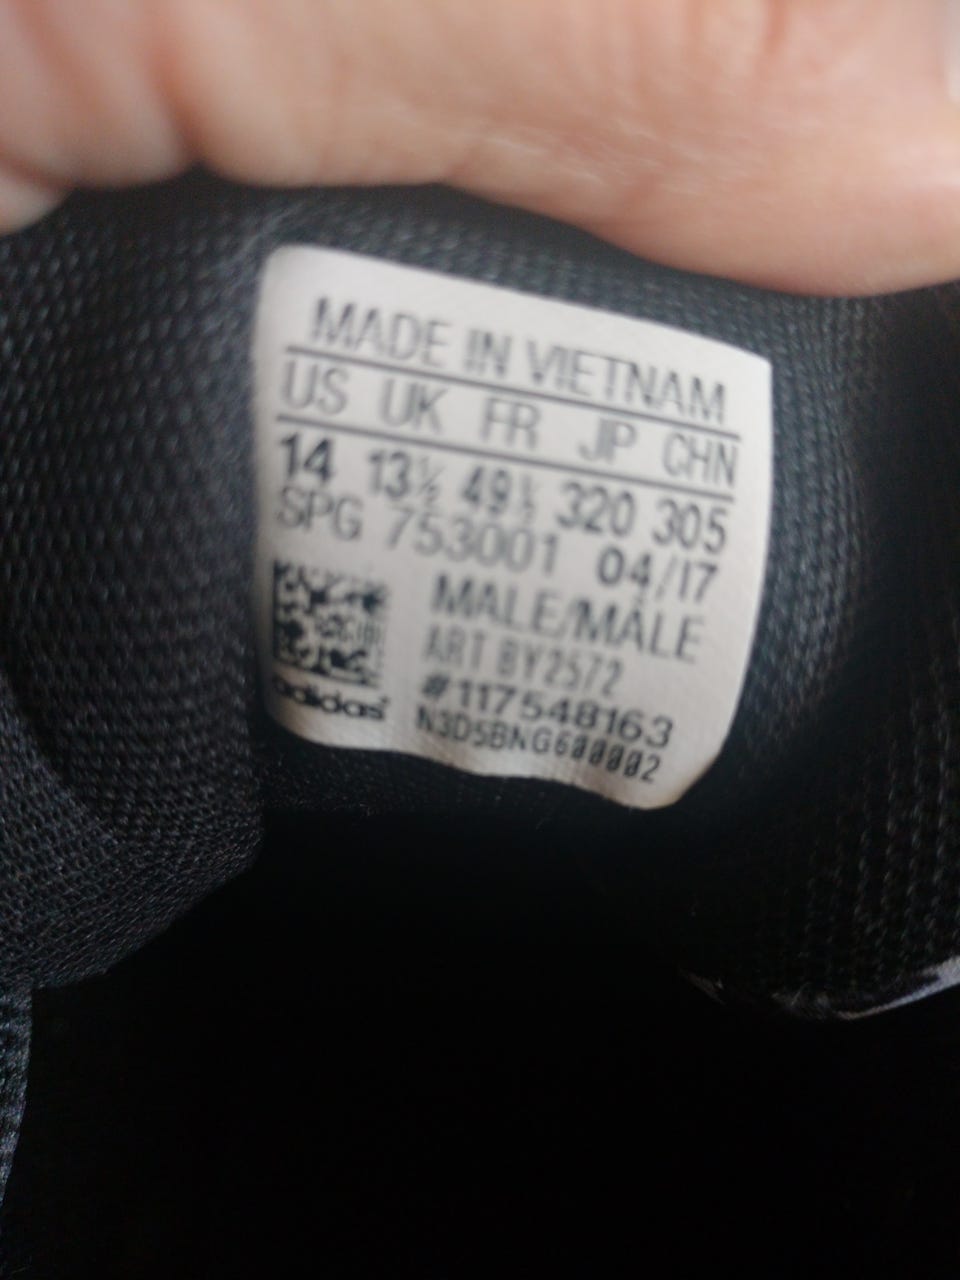 MADE IN VIETNAM
US UK FR JP CHN
14 13½ 49⅓ 320 305
SPG 753001 04/17
MALE/MÂLE
ART BY2572
#117548163
N3D5BNG600002
adidas